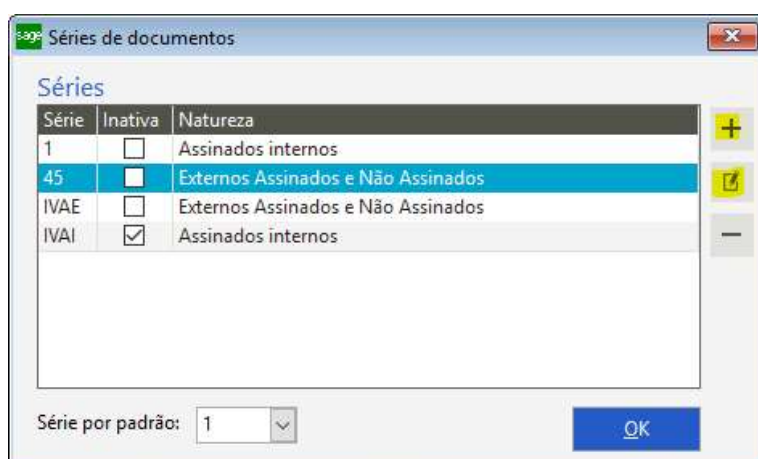 sage Séries de documentos
Séries
Série Inativa Natureza
1 Assinados internos
45 Externos Assinados e Não Assinados
IVAE Externos Assinados e Não Assinados
IVAI Assinados internos
Série por padrão: 1 OK